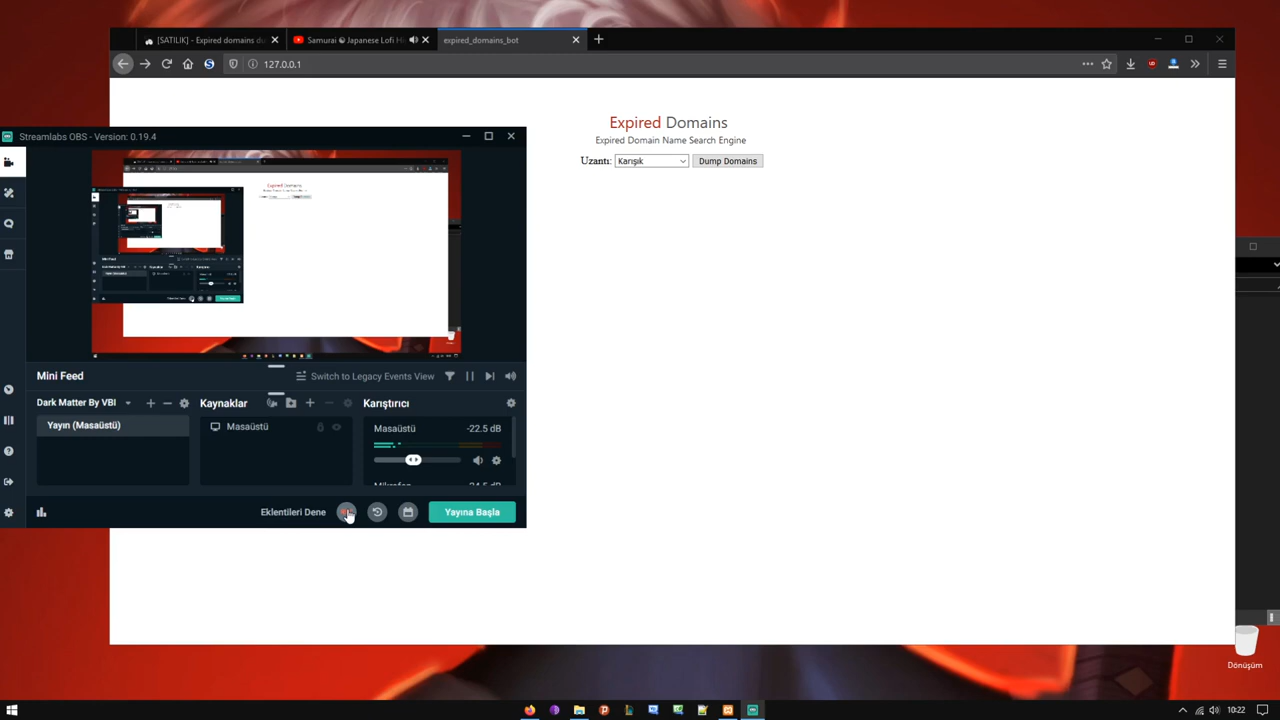 [SATILIK] - Expired domains du
Samurai ☯ Japanese Lofi Hi
expired_domains_bot
127.0.0.1
Expired Domains
Expired Domain Name Search Engine
Uzantı: Karışık Dump Domains
Streamlabs OBS - Version: 0.19.4
Mini Feed
Switch to Legacy Events View
Dark Matter By VBI
Kaynaklar
Karıştırıcı
Yayın (Masaüstü)
Masaüstü
Masaüstü -22.5 dB
Eklentileri Dene
Yayına Başla
Dönüşüm
10:22